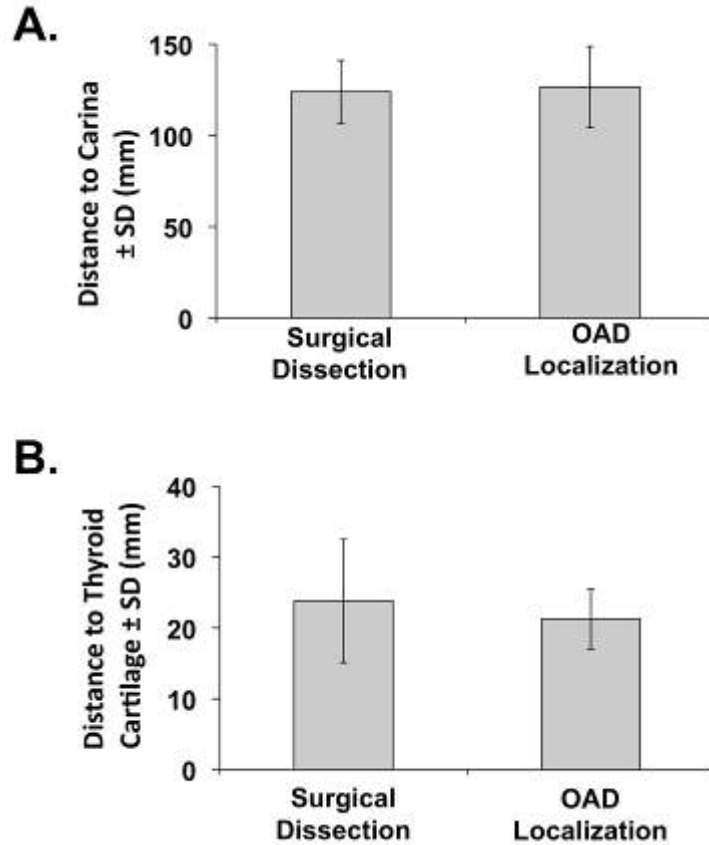 A.
Distance to Carina
± SD (mm)
150
100
50
0
Surgical
Dissection
OAD
Localization
B.
Distance to Thyroid
Cartilage ± SD (mm)
40
30
20
10
0
Surgical
Dissection
OAD
Localization